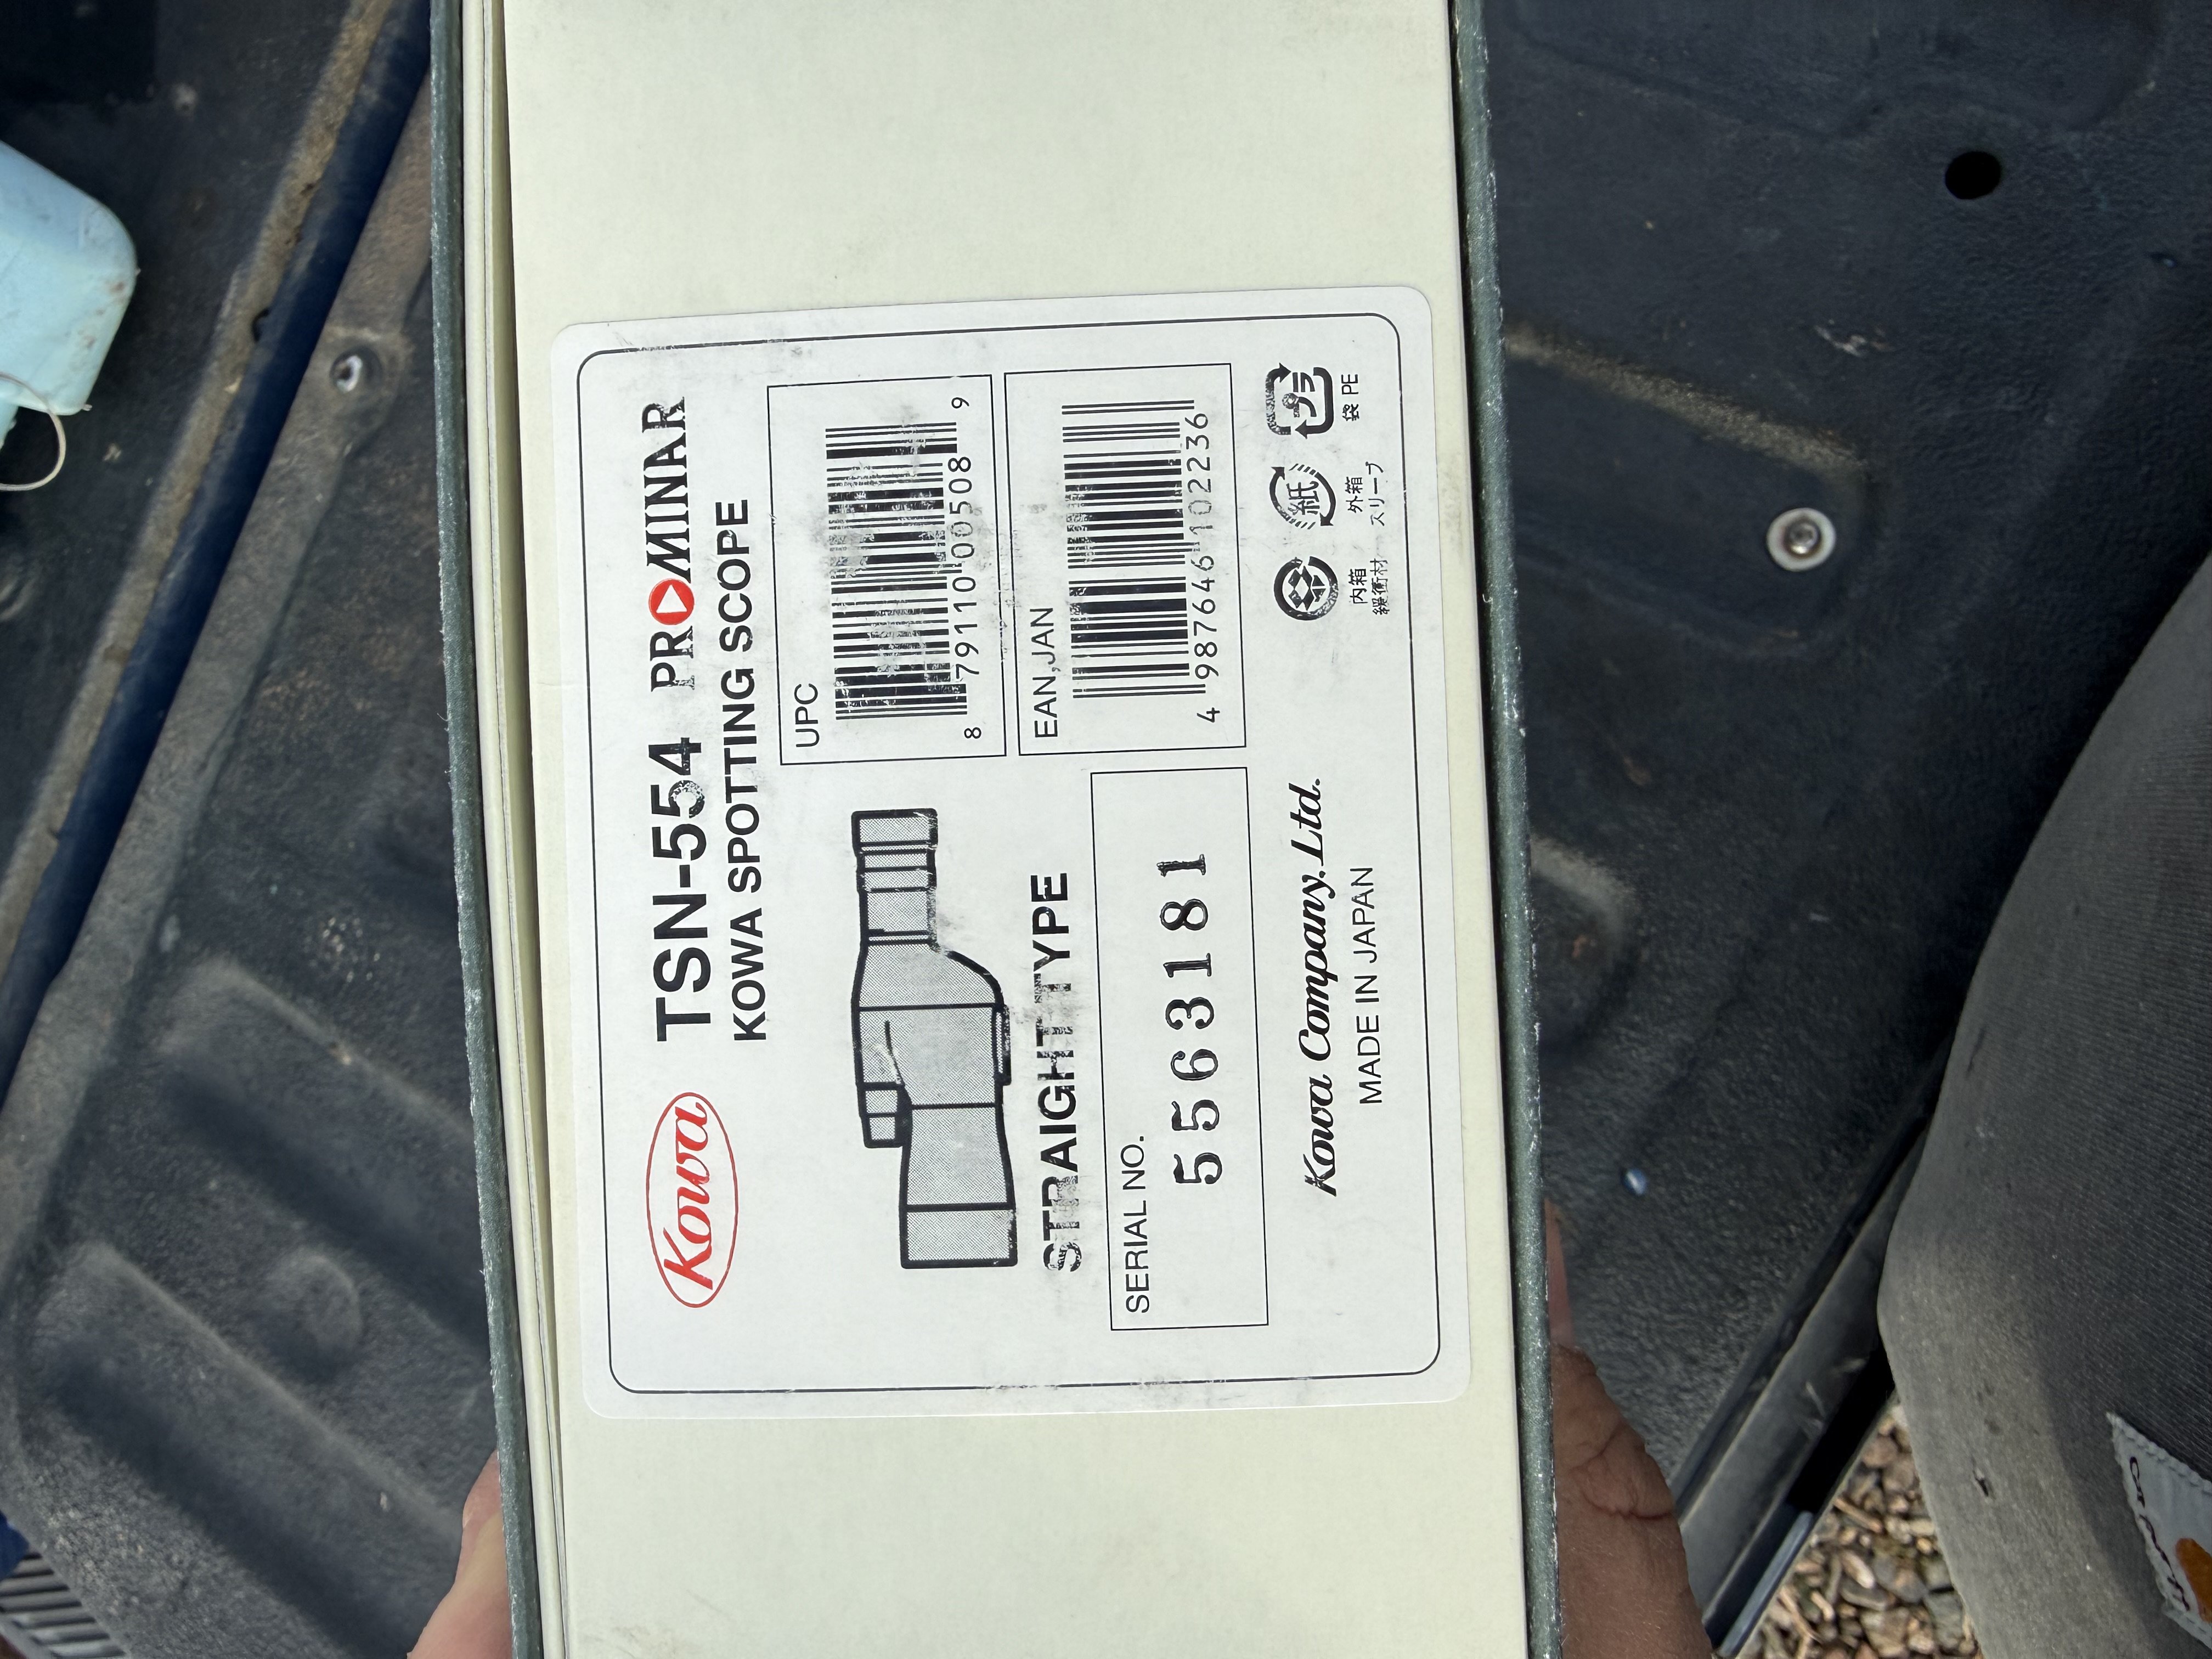 Kowa
TSN-554 PROMINAR
KOWA SPOTTING SCOPE
STRAIGHT TYPE
UPC
8 79110 00508 9
EAN,JAN
4 987646 102236
SERIAL NO.
5563181
Kowa Company.Ltd.
MADE IN JAPAN
内箱
緩衝材
紙
外箱
スリーブ
プラ
袋 PE